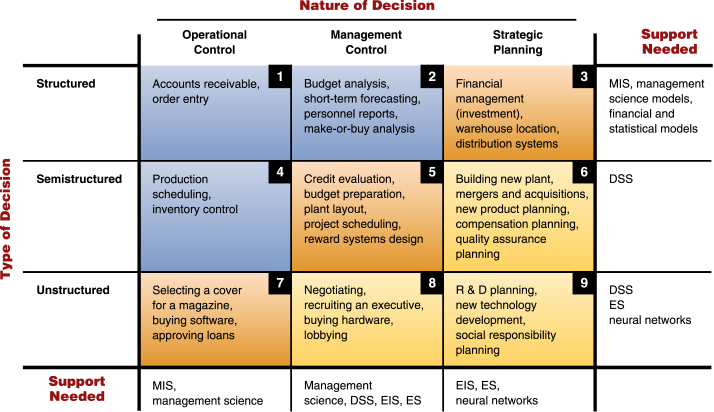 Nature of Decision
Operational
Control
Management
Control
Strategic
Planning
Support
Needed
Type of Decision
Structured
1
Accounts receivable,
order entry
2
Budget analysis,
short-term forecasting,
personnel reports,
make-or-buy analysis
3
Financial
management
(investment),
warehouse location,
distribution systems
MIS, management
science models,
financial and
statistical models
Semistructured
4
Production
scheduling,
inventory control
5
Credit evaluation,
budget preparation,
plant layout,
project scheduling,
reward systems design
6
Building new plant,
mergers and acquisitions,
new product planning,
compensation planning,
quality assurance
planning
DSS
Unstructured
7
Selecting a cover
for a magazine,
buying software,
approving loans
8
Negotiating,
recruiting an executive,
buying hardware,
lobbying
9
R & D planning,
new technology
development,
social responsibility
planning
DSS
ES
neural networks
Support
Needed
MIS,
management science
Management
science, DSS, EIS, ES
EIS, ES,
neural networks